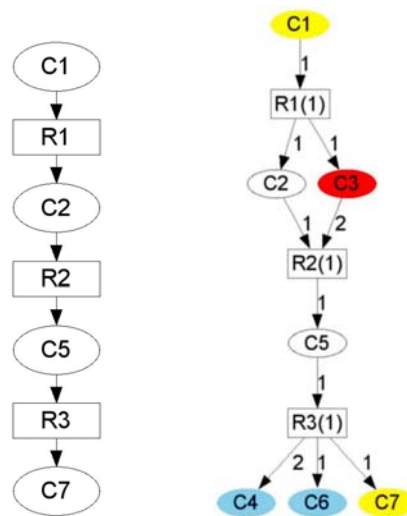 C1
R1
C2
R2
C5
R3
C7
C1
1
R1(1)
1 1
C2 C3
1 2
R2(1)
1
C5
1
R3(1)
2 1 1
C4 C6 C7